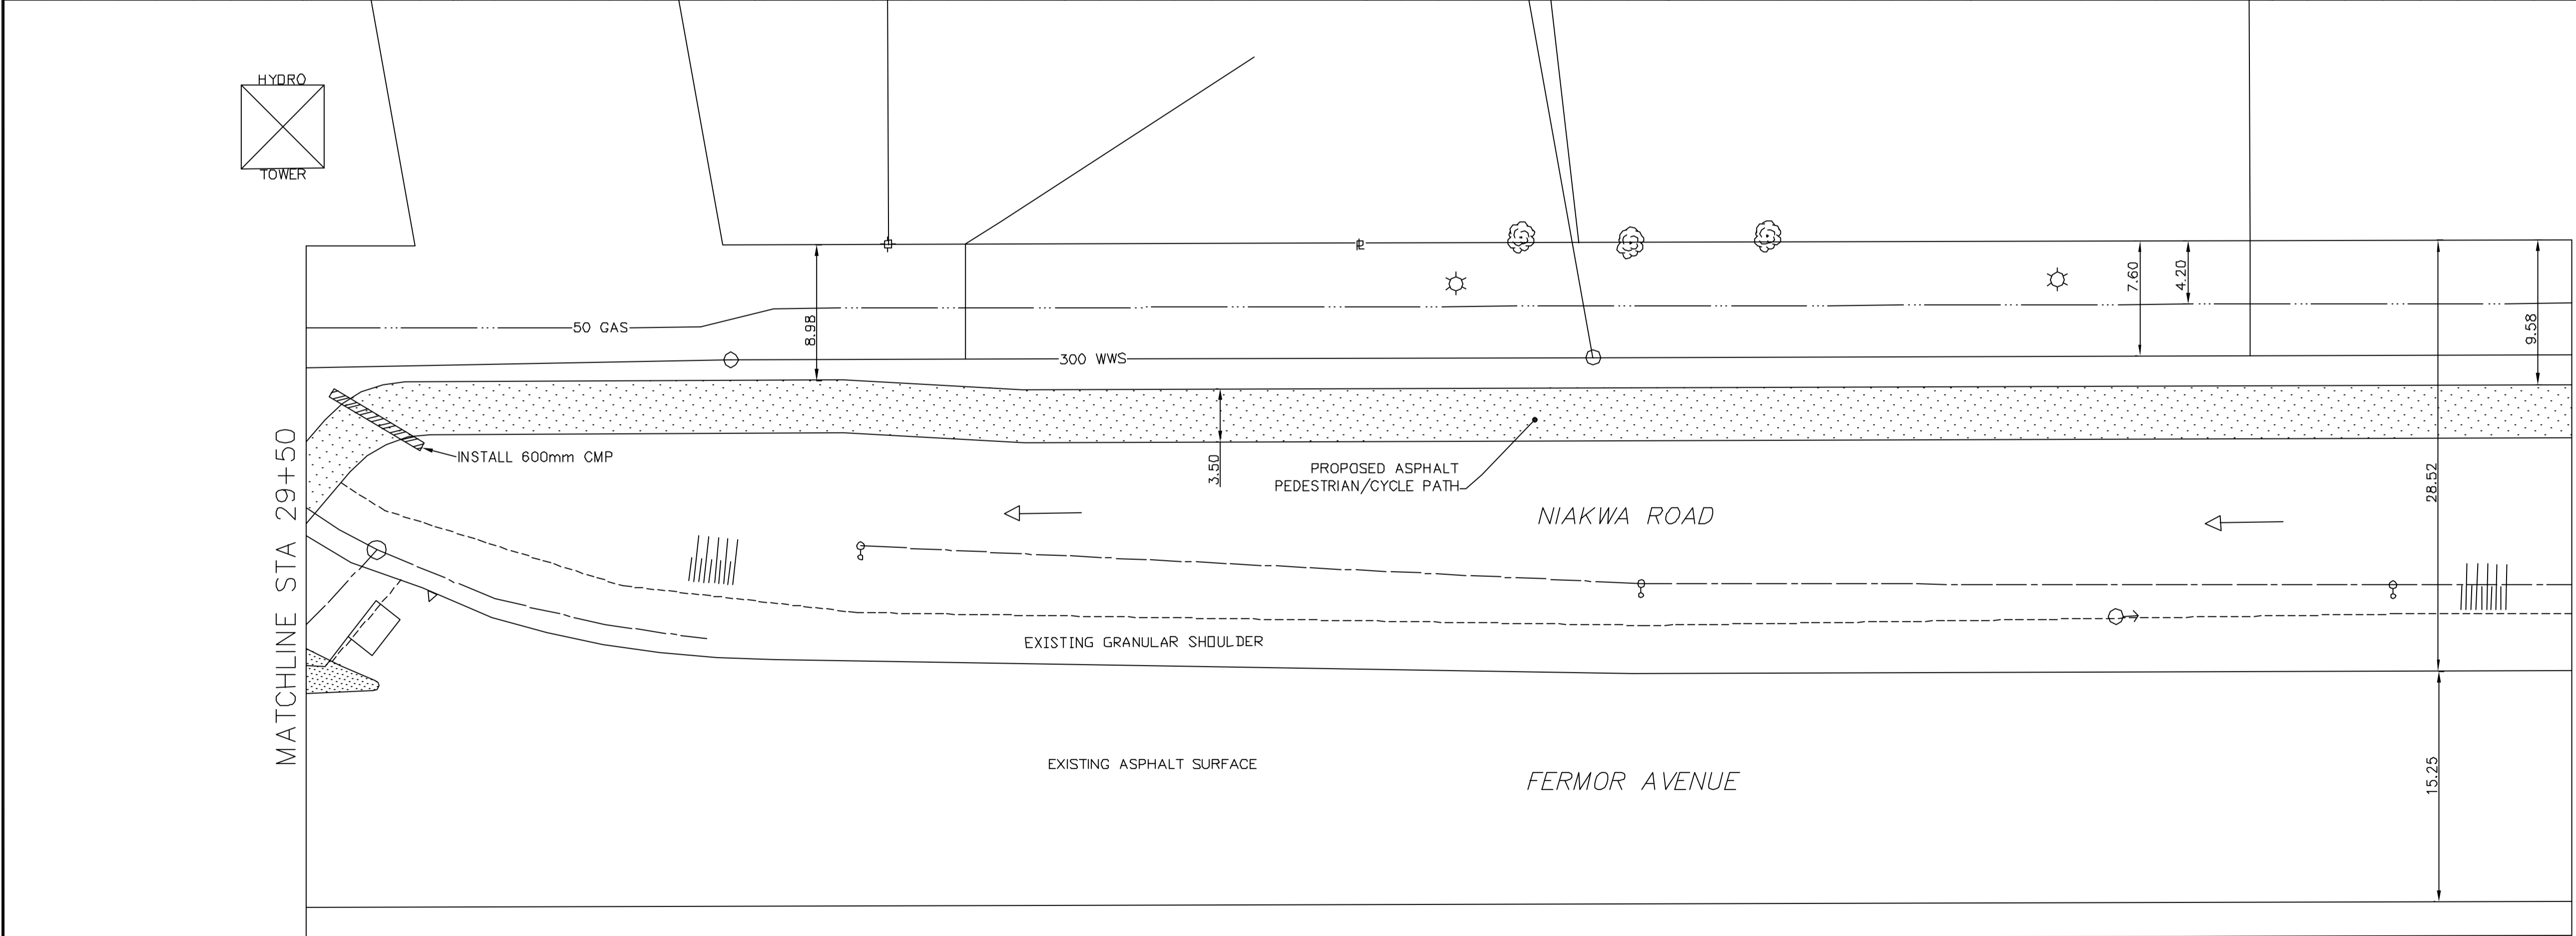 HYDRO
TOWER
℄
50 GAS
8.98
300 WWS
7.60
4.20
9.58
MATCHLINE STA 29+50
INSTALL 600mm CMP
3.50
PROPOSED ASPHALT
PEDESTRIAN/CYCLE PATH
NIAKWA ROAD
28.52
EXISTING GRANULAR SHOULDER
EXISTING ASPHALT SURFACE
FERMOR AVENUE
15.25